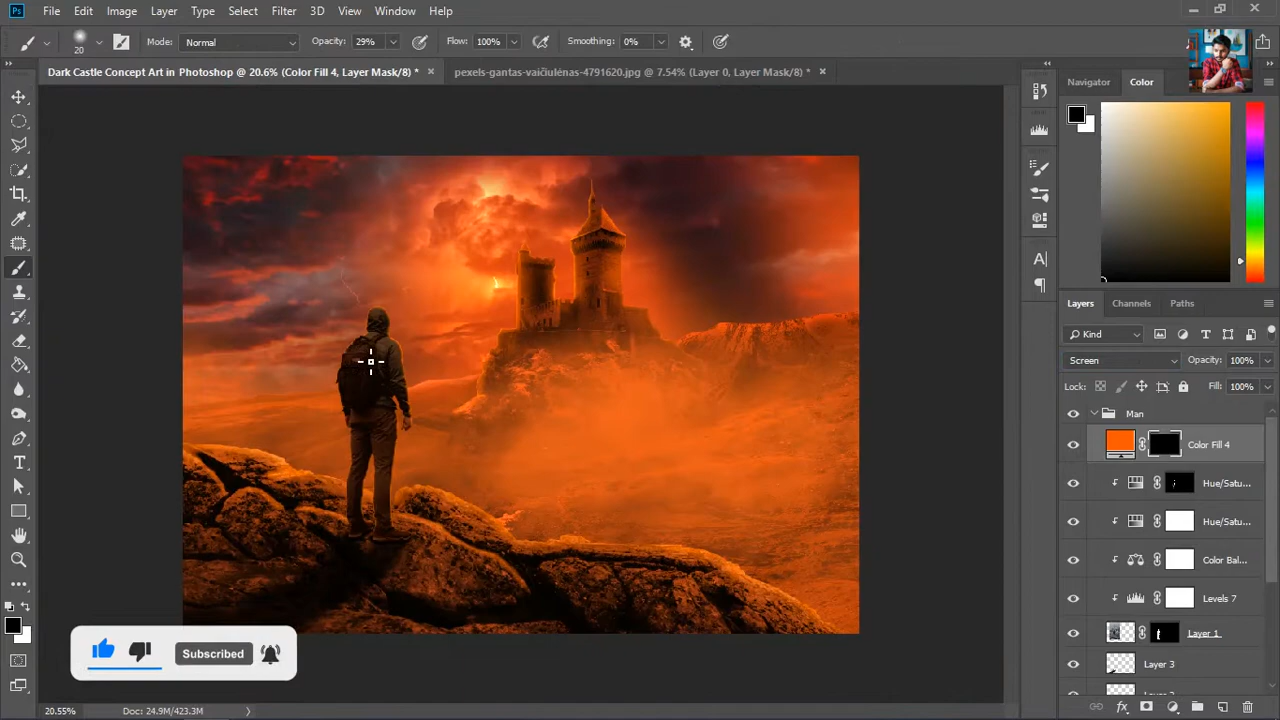 Ps File Edit Image Layer Type Select Filter 3D View Window Help
20 Mode: Normal Opacity: 29% Flow: 100% Smoothing: 0%
Dark Castle Concept Art in Photoshop @ 20.6% (Color Fill 4, Layer Mask/8) *
pexels-gantas-vaičiulėnas-4791620.jpg @ 7.54% (Layer 0, Layer Mask/8) *
Navigator Color
Layers Channels Paths
Kind
Screen Opacity: 100%
Lock: Fill: 100%
Man
Color Fill 4
Hue/Satu...
Hue/Satu...
Color Bal...
Levels 7
Layer 1
Layer 3
Subscribed
20.55% Doc: 24.9M/423.3M